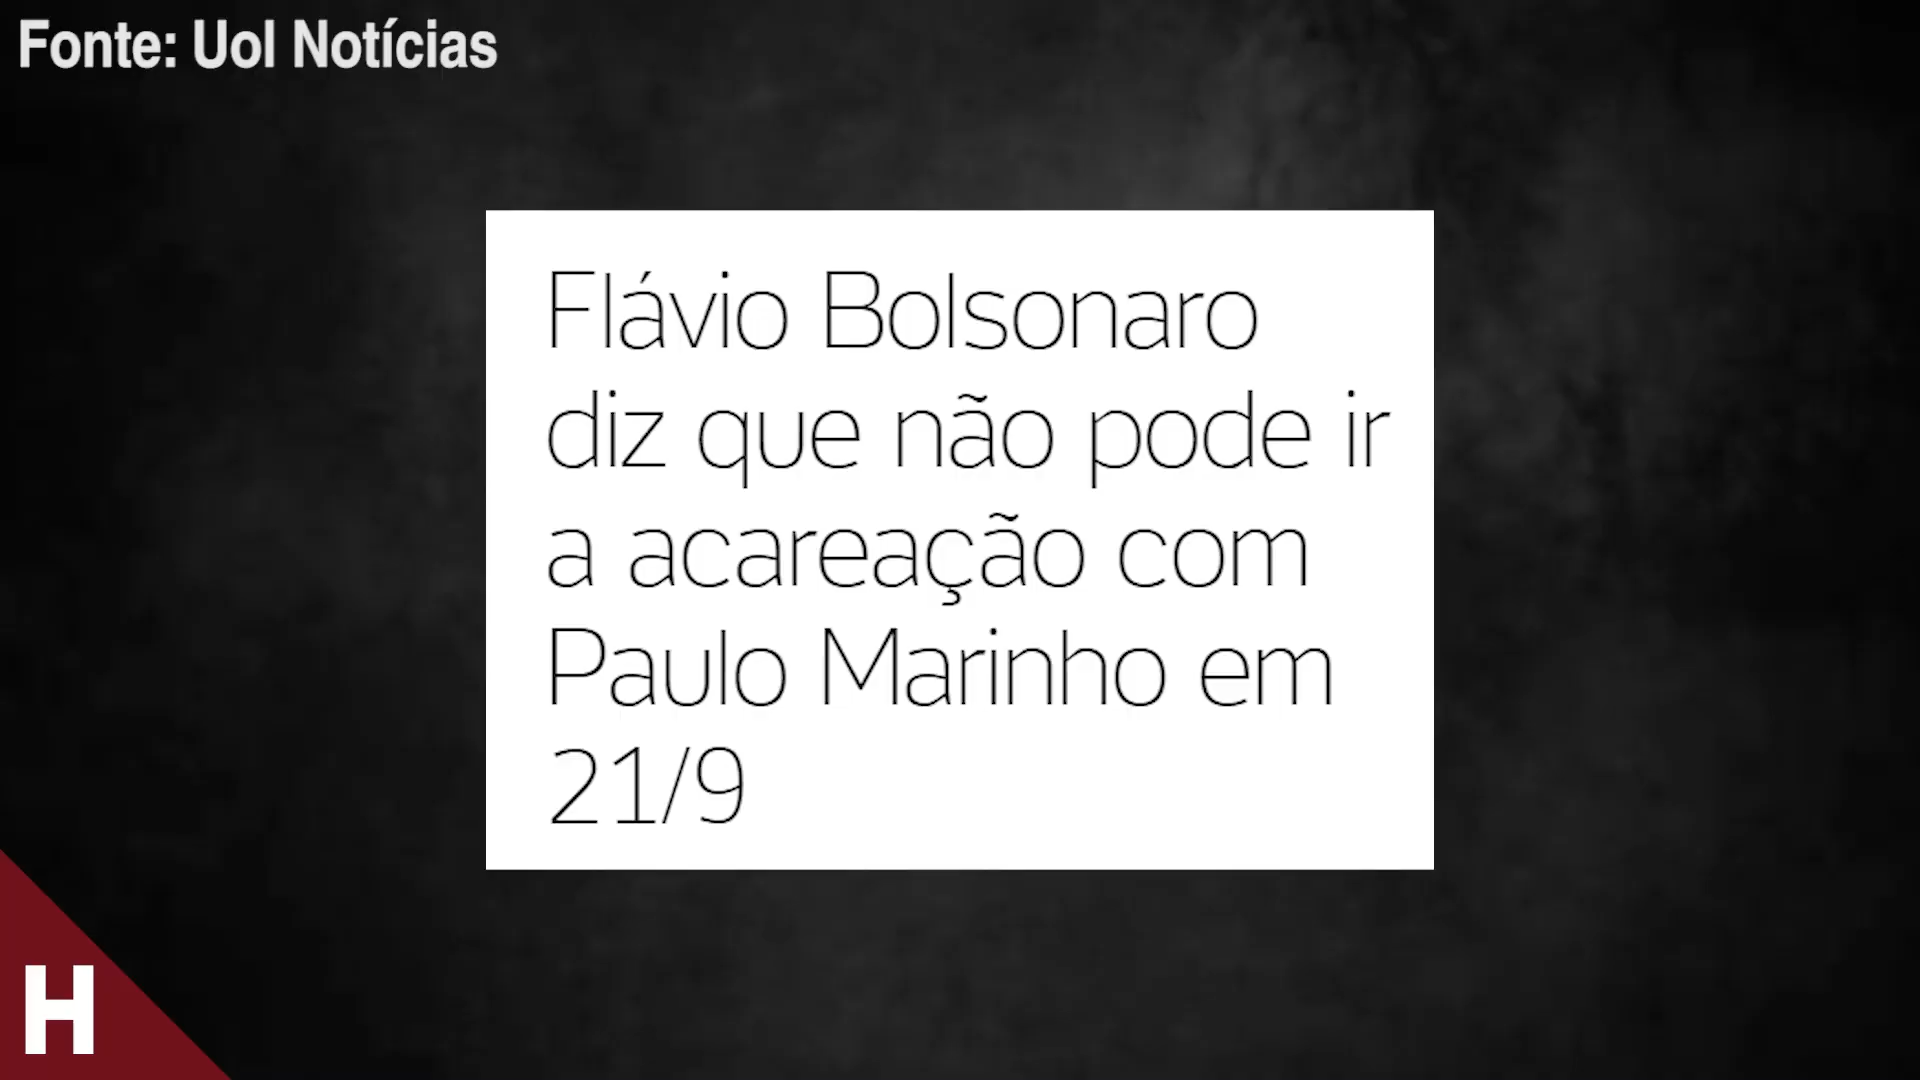 Fonte: Uol Notícias
Flávio Bolsonaro
diz que não pode ir
a acareação com
Paulo Marinho em
21/9
H